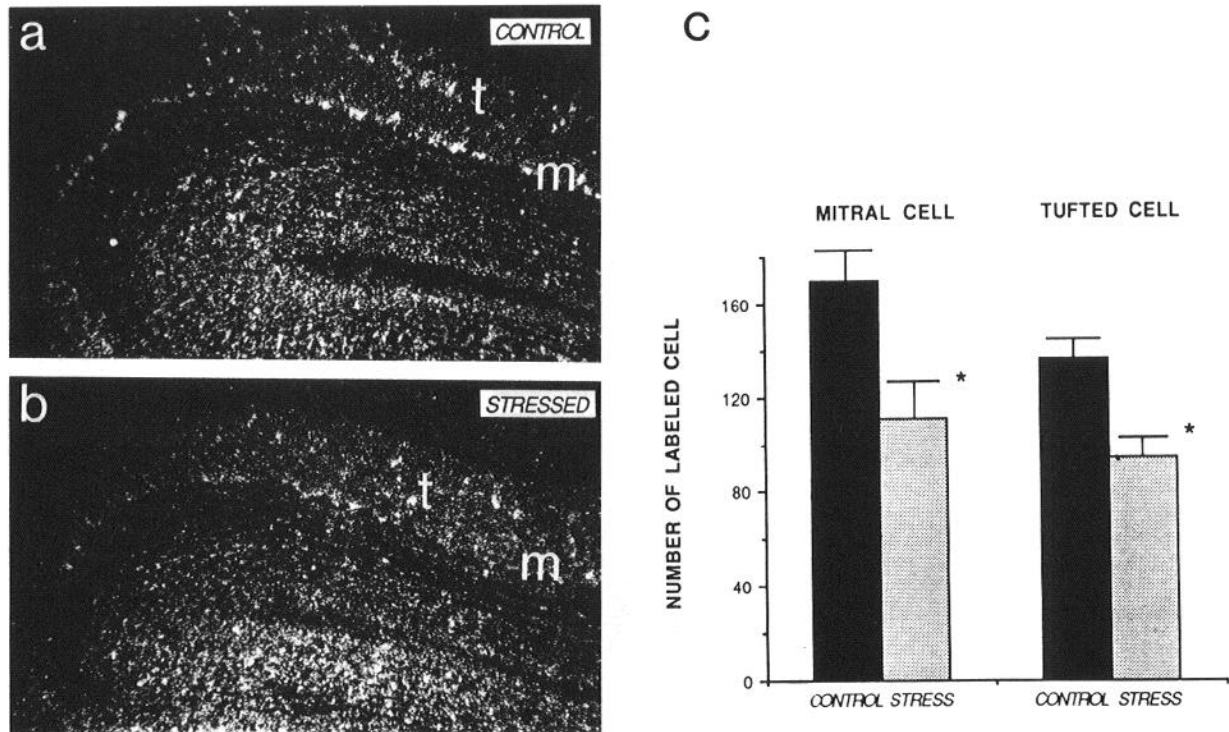 a
CONTROL
t
m
b
STRESSED
t
m
c
MITRAL CELL
TUFTED CELL
NUMBER OF LABELED CELL
160
120
80
40
0
*
*
CONTROL STRESS
CONTROL STRESS